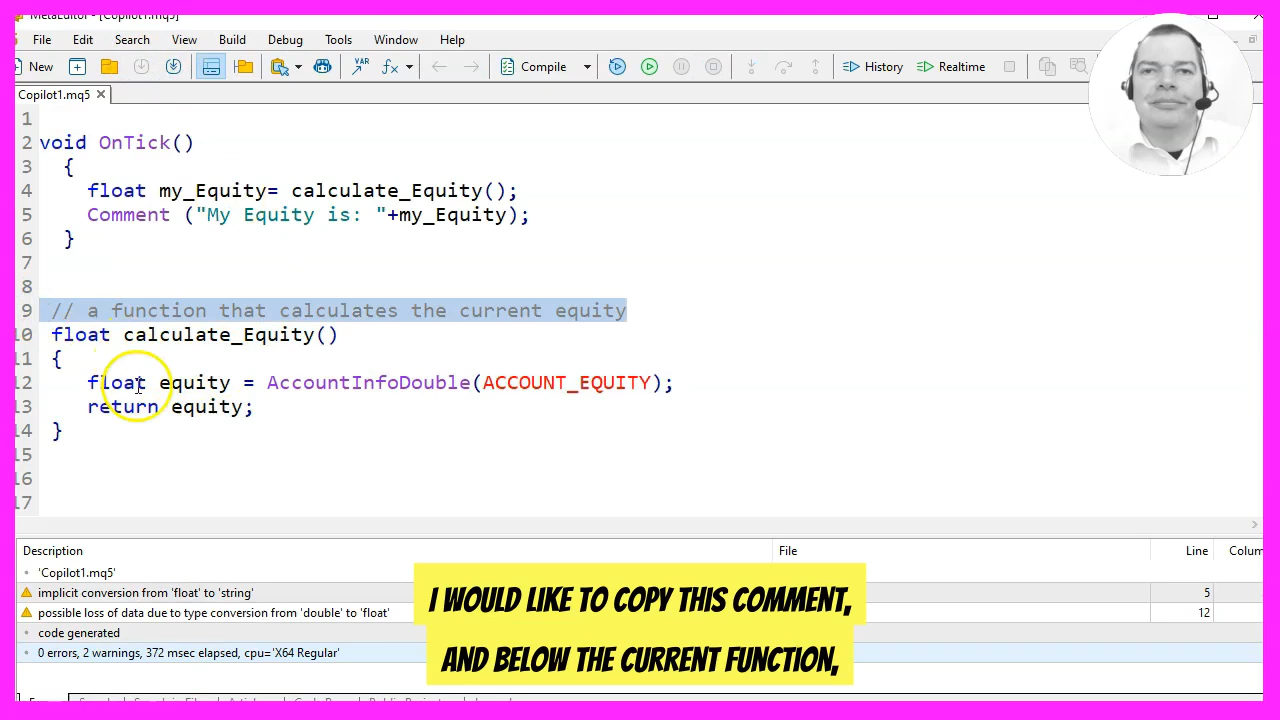 MetaEditor - [Copilot1.mq5]
File Edit Search View Build Debug Tools Window Help
New VAR fx Compile History Realtime
Copilot1.mq5
1
2 void OnTick()
3 {
4 float my_Equity= calculate_Equity();
5 Comment ("My Equity is: "+my_Equity);
6 }
7
8
9 // a function that calculates the current equity
10 float calculate_Equity()
11 {
12 float equity = AccountInfoDouble(ACCOUNT_EQUITY);
13 return equity;
14 }
15
16
17
Description File Line Colum
'Copilot1.mq5'
implicit conversion from 'float' to 'string' 5
possible loss of data due to type conversion from 'double' to 'float' 12
code generated
0 errors, 2 warnings, 372 msec elapsed, cpu='X64 Regular'
I WOULD LIKE TO COPY THIS COMMENT,
AND BELOW THE CURRENT FUNCTION,